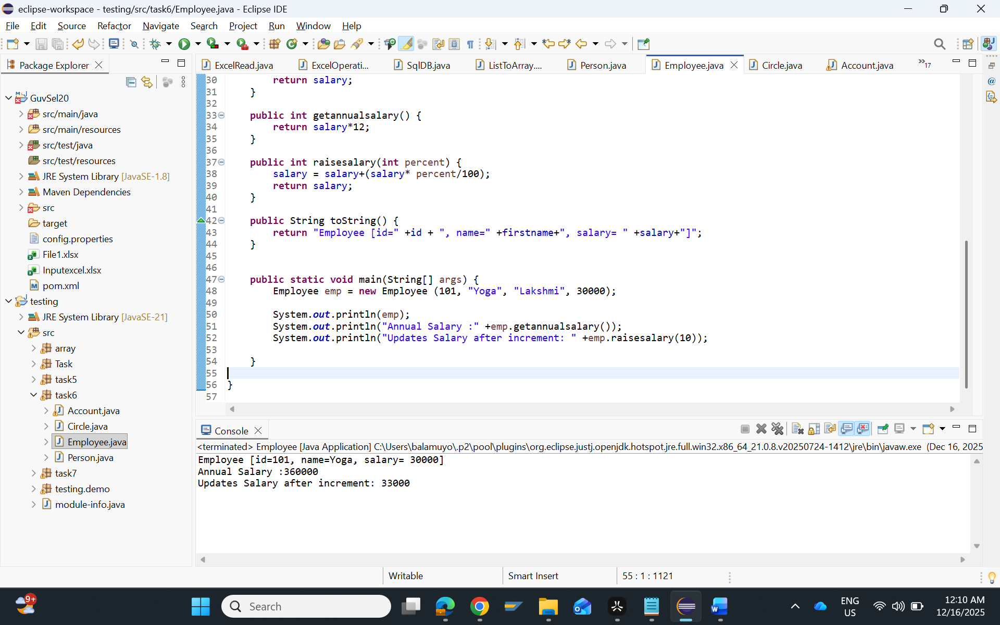 eclipse-workspace - testing/src/task6/Employee.java - Eclipse IDE
File Edit Source Refactor Navigate Search Project Run Window Help
Package Explorer
ExcelRead.java ExcelOperati... SqlDB.java ListToArray.... Person.java Employee.java Circle.java Account.java »17
GuvSel20
src/main/java
src/main/resources
src/test/java
src/test/resources
JRE System Library [JavaSE-1.8]
Maven Dependencies
src
target
config.properties
File1.xlsx
Inputexcel.xlsx
pom.xml
testing
JRE System Library [JavaSE-21]
src
array
Task
task5
task6
Account.java
Circle.java
Employee.java
Person.java
task7
testing.demo
module-info.java
30 return salary;
31 }
32
33 public int getannualsalary() {
34 return salary*12;
35 }
36
37 public int raisesalary(int percent) {
38 salary = salary+(salary* percent/100);
39 return salary;
40 }
41
42 public String toString() {
43 return "Employee [id=" +id + ", name=" +firstname+", salary= " +salary+"]";
44 }
45
46
47 public static void main(String[] args) {
48 Employee emp = new Employee (101, "Yoga", "Lakshmi", 30000);
49
50 System.out.println(emp);
51 System.out.println("Annual Salary :" +emp.getannualsalary());
52 System.out.println("Updates Salary after increment: " +emp.raisesalary(10));
53
54 }
55
56 }
57
Console
<terminated> Employee [Java Application] C:\Users\balamuyo\.p2\pool\plugins\org.eclipse.justj.openjdk.hotspot.jre.full.win32.x86_64_21.0.8.v20250724-1412\jre\bin\javaw.exe (Dec 16, 2025
Employee [id=101, name=Yoga, salary= 30000]
Annual Salary :360000
Updates Salary after increment: 33000
Writable Smart Insert 55 : 1 : 1121
9+
Search
ENG
US
12:10 AM
12/16/2025